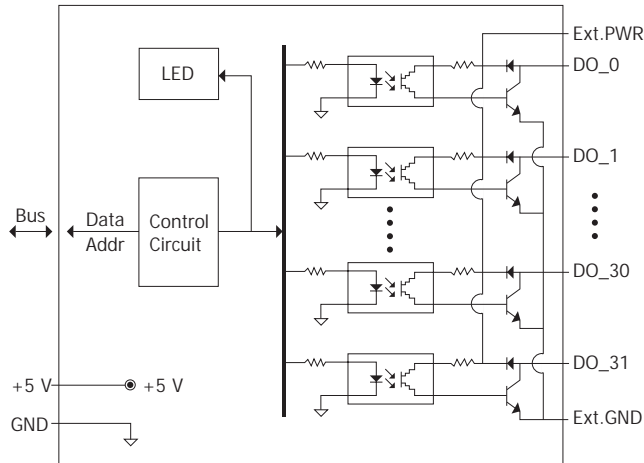 Ext.PWR
LED
DO_0
DO_1
Bus
Data
Addr
Control
Circuit
DO_30
DO_31
+5 V
+5 V
GND
Ext.GND